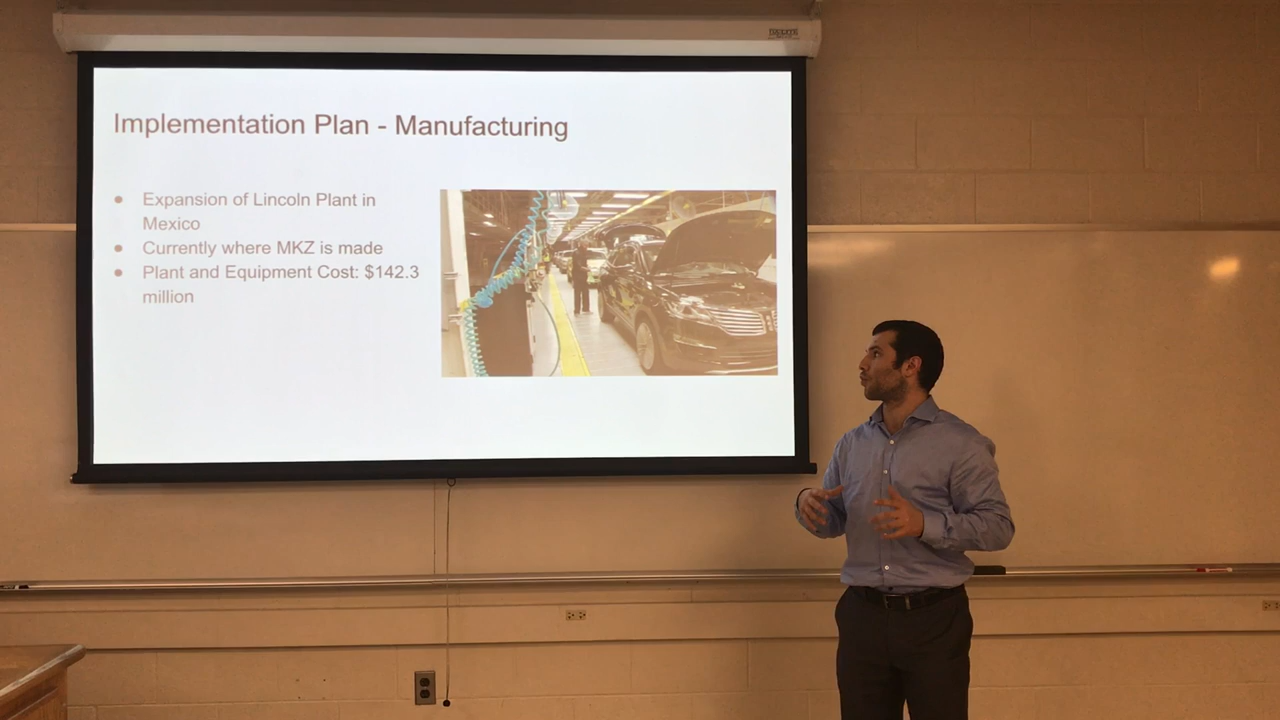 Implementation Plan - Manufacturing
● Expansion of Lincoln Plant in
Mexico
● Currently where MKZ is made
● Plant and Equipment Cost: $142.3
million